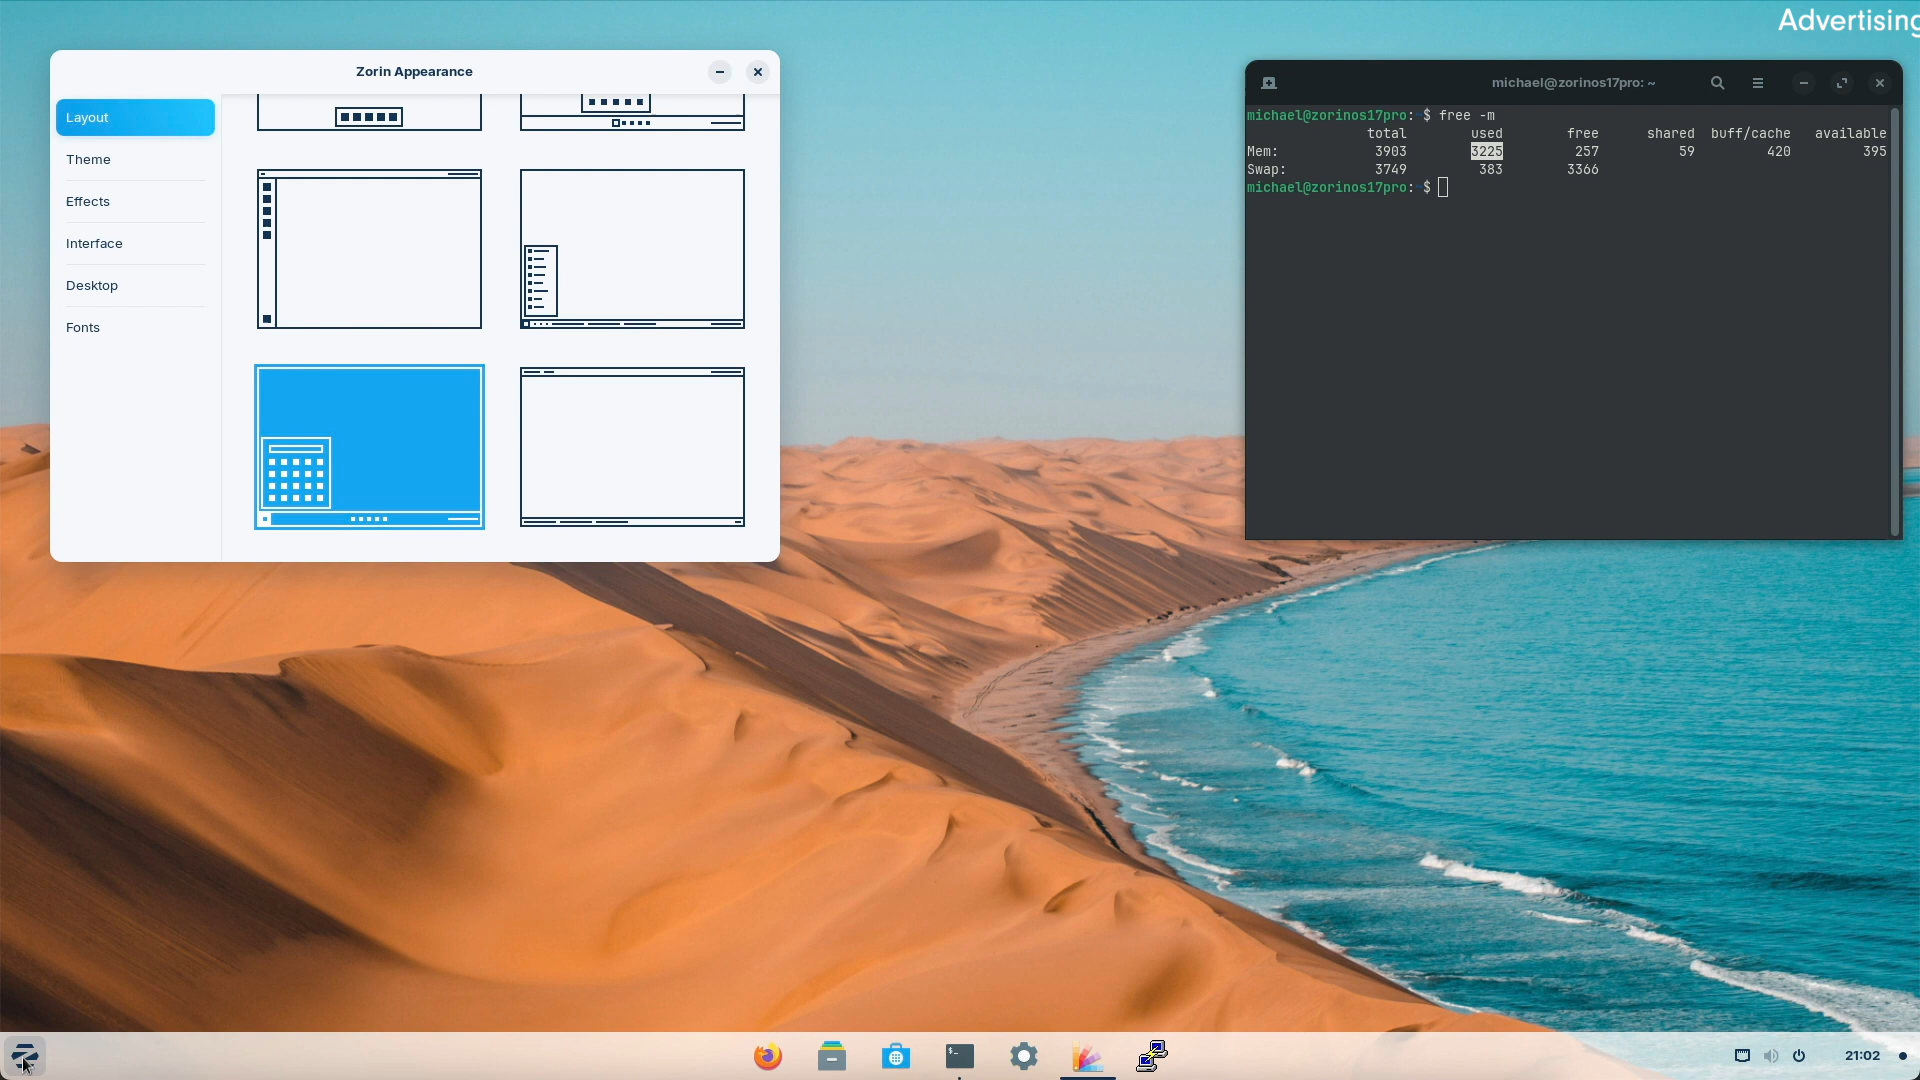 Advertising
Zorin Appearance
Layout
Theme
Effects
Interface
Desktop
Fonts
michael@zorinos17pro: ~
michael@zorinos17pro:~$ free -m
total used free shared buff/cache available
Mem: 3903 3225 257 59 420 395
Swap: 3749 383 3366
michael@zorinos17pro:~$
21:02